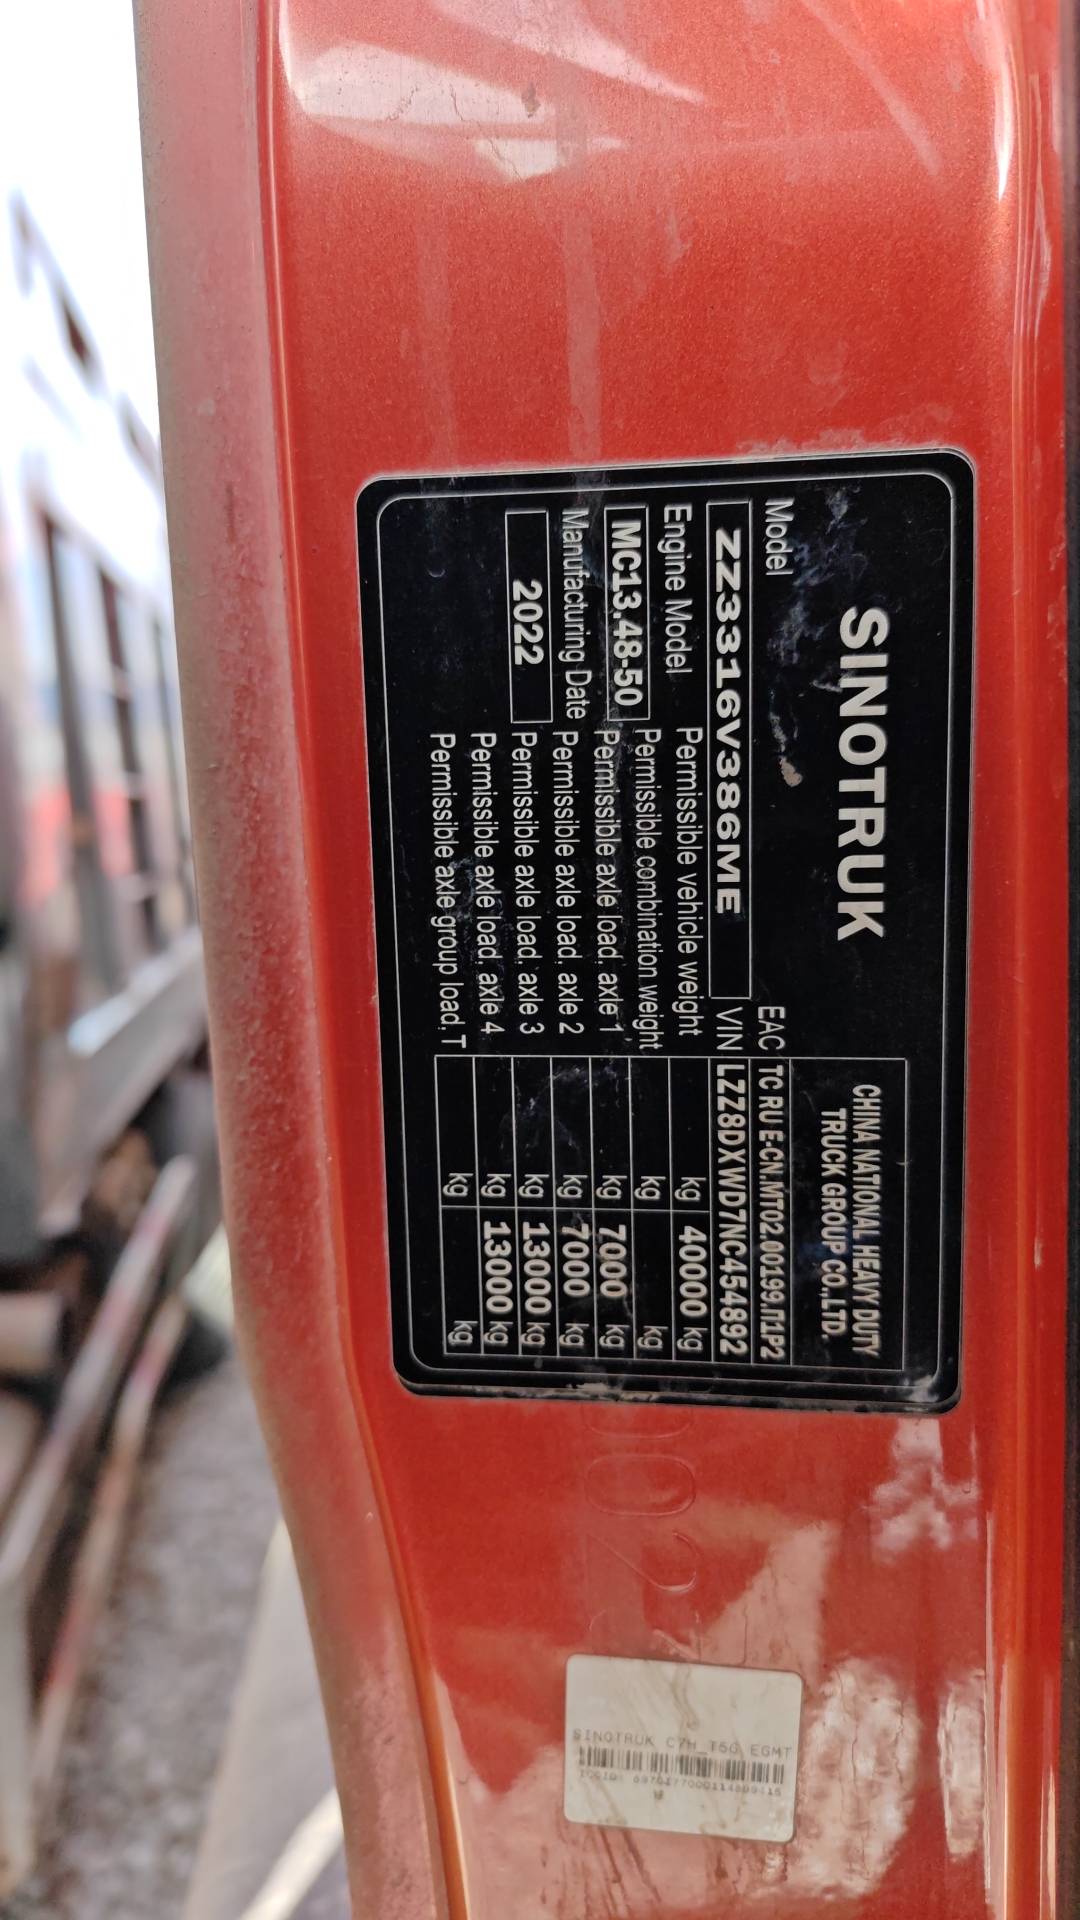 SINOTRUK
CHINA NATIONAL HEAVY DUTY
TRUCK GROUP CO.,LTD.
Model
EAC TC RU E-CN.MT02.00199.П1P2
ZZ3316V386ME
VIN LZZ8DXWD7NC454892
Engine Model
Permissible vehicle weight kg 40000 kg
MC13.48-50
Permissible combination weight kg kg
Permissible axle load, axle 1 kg 7000 kg
Manufacturing Date
Permissible axle load, axle 2 kg 7000 kg
2022
Permissible axle load, axle 3 kg 13000 kg
Permissible axle load, axle 4 kg 13000 kg
Permissible axle group load, T kg kg
SINOTRUK C7H_T5G EGMT